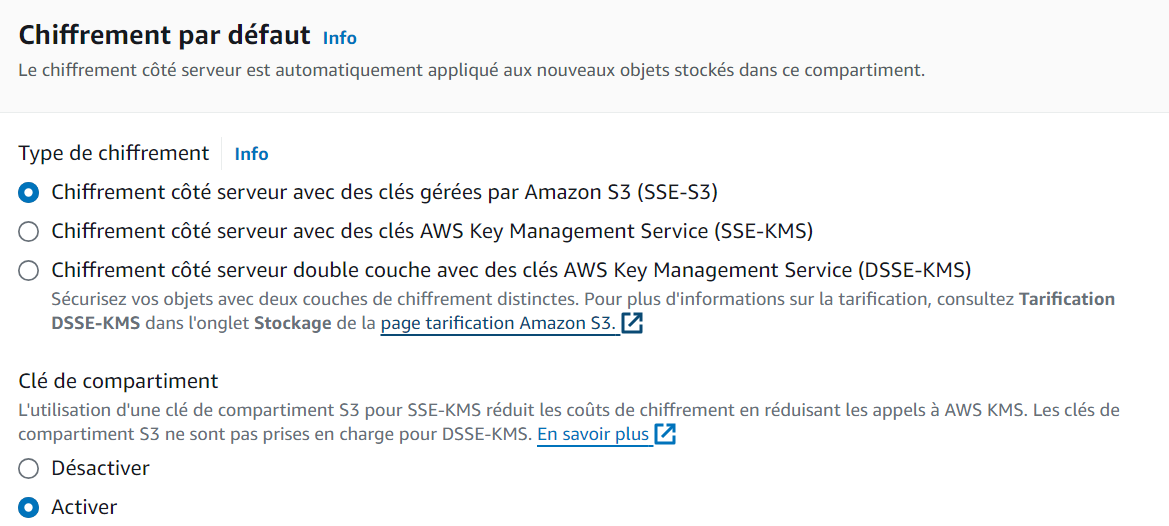 Chiffrement par défaut Info
Le chiffrement côté serveur est automatiquement appliqué aux nouveaux objets stockés dans ce compartiment.
Type de chiffrement Info
Chiffrement côté serveur avec des clés gérées par Amazon S3 (SSE-S3)
Chiffrement côté serveur avec des clés AWS Key Management Service (SSE-KMS)
Chiffrement côté serveur double couche avec des clés AWS Key Management Service (DSSE-KMS)
Sécurisez vos objets avec deux couches de chiffrement distinctes. Pour plus d'informations sur la tarification, consultez Tarification
DSSE-KMS dans l'onglet Stockage de la page tarification Amazon S3.
Clé de compartiment
L'utilisation d'une clé de compartiment S3 pour SSE-KMS réduit les coûts de chiffrement en réduisant les appels à AWS KMS. Les clés de
compartiment S3 ne sont pas prises en charge pour DSSE-KMS. En savoir plus
Désactiver
Activer